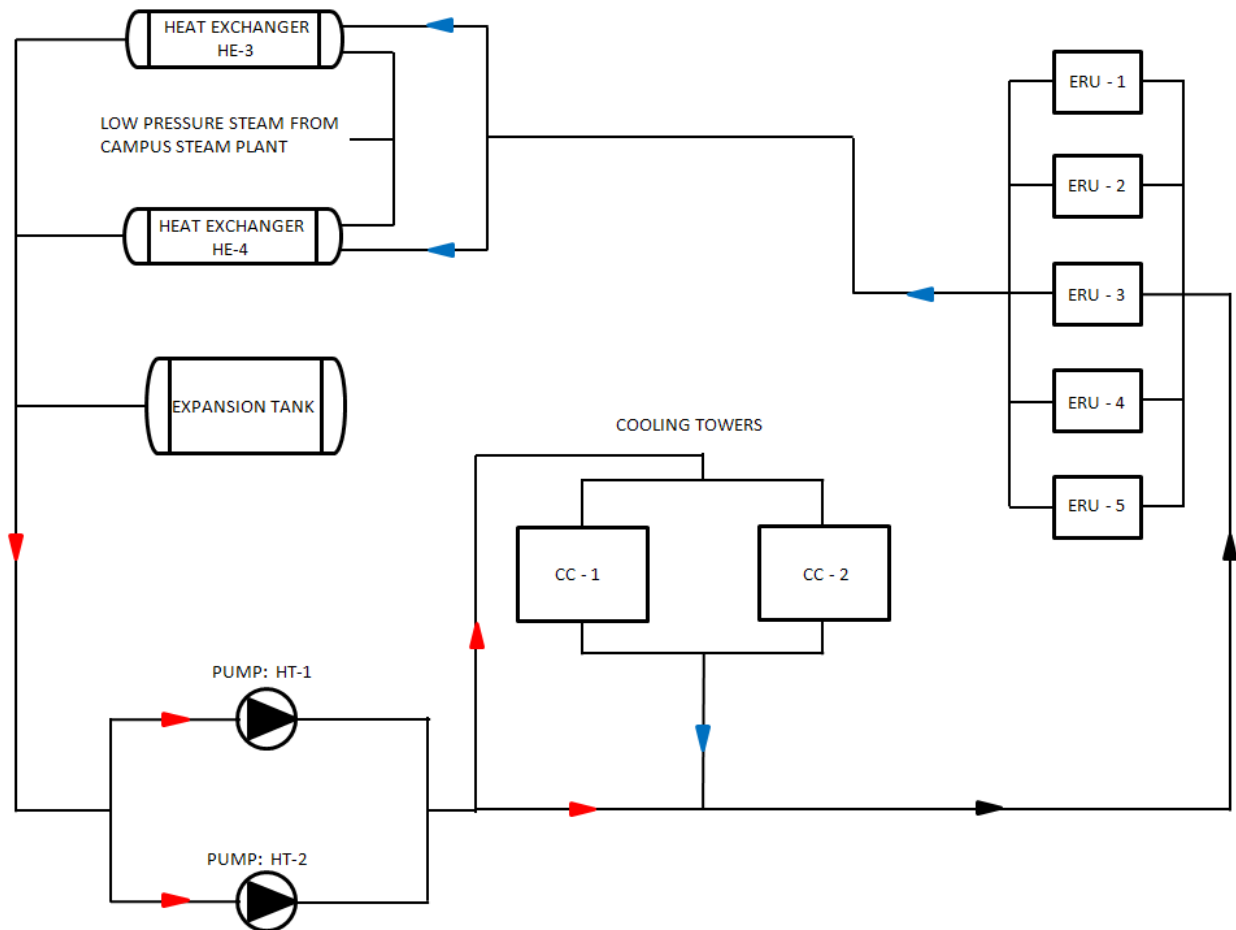 HEAT EXCHANGER
HE-3
ERU - 1
LOW PRESSURE STEAM FROM
CAMPUS STEAM PLANT
ERU - 2
HEAT EXCHANGER
HE-4
ERU - 3
EXPANSION TANK
ERU - 4
COOLING TOWERS
ERU - 5
CC - 1
CC - 2
PUMP: HT-1
PUMP: HT-2